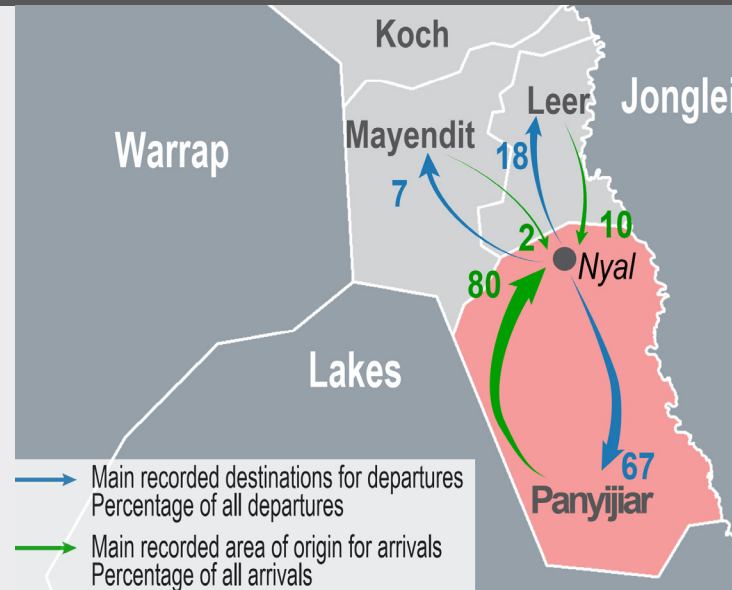 Koch
Leer
Jonglei
Warrap
Mayendit
18
7
2
10
Nyal
80
Lakes
67
Panyijiar
Main recorded destinations for departures
Percentage of all departures
Main recorded area of origin for arrivals
Percentage of all arrivals